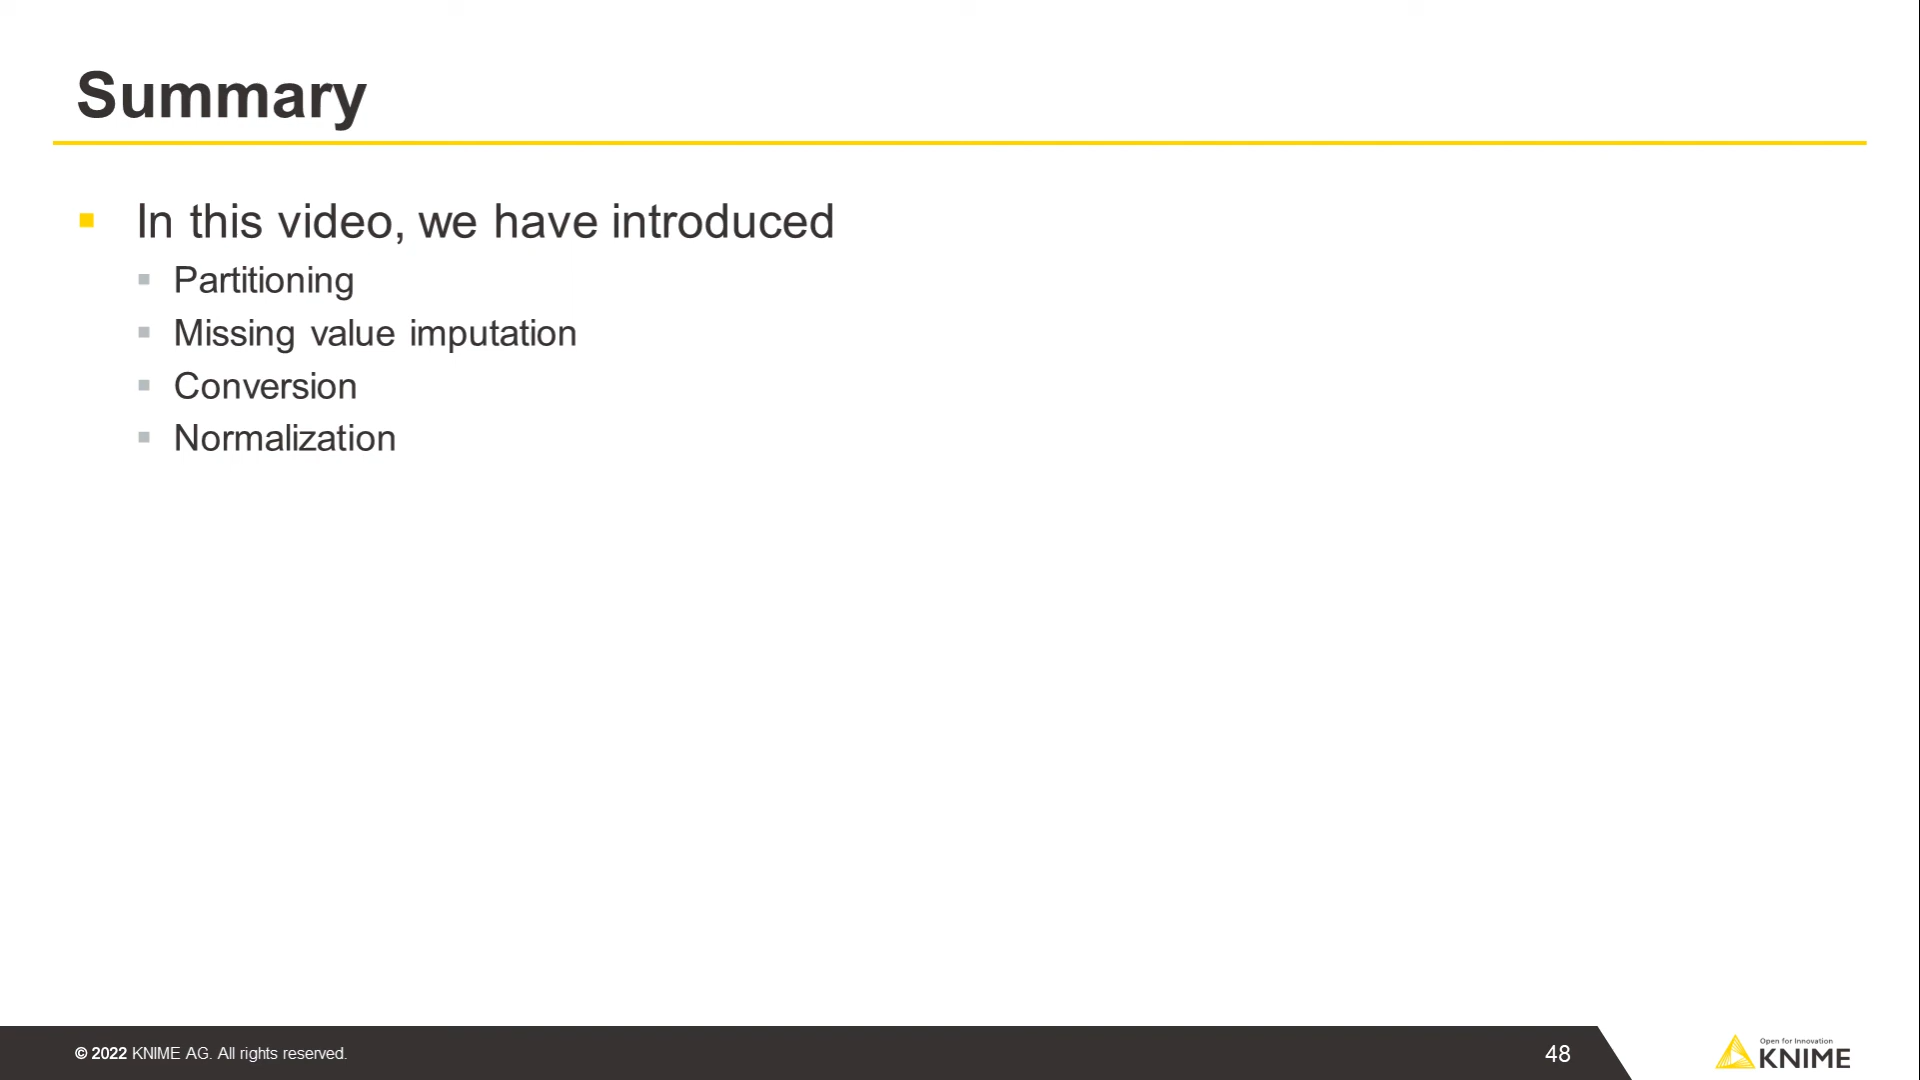 Summary
In this video, we have introduced
Partitioning
Missing value imputation
Conversion
Normalization
© 2022 KNIME AG. All rights reserved.
48
Open for Innovation
KNIME